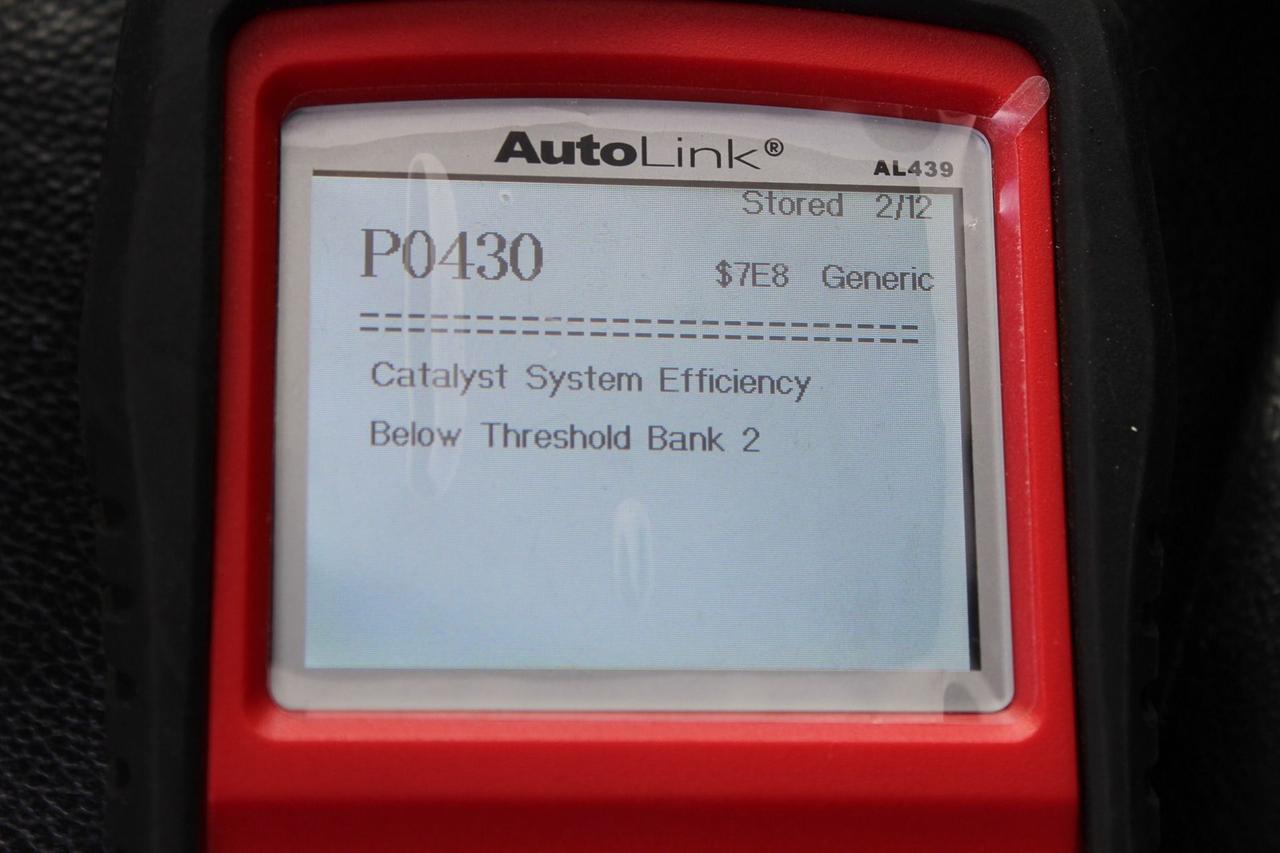 AutoLink®
AL439
Stored 2/12
P0430 $7E8 Generic
==================================
Catalyst System Efficiency
Below Threshold Bank 2